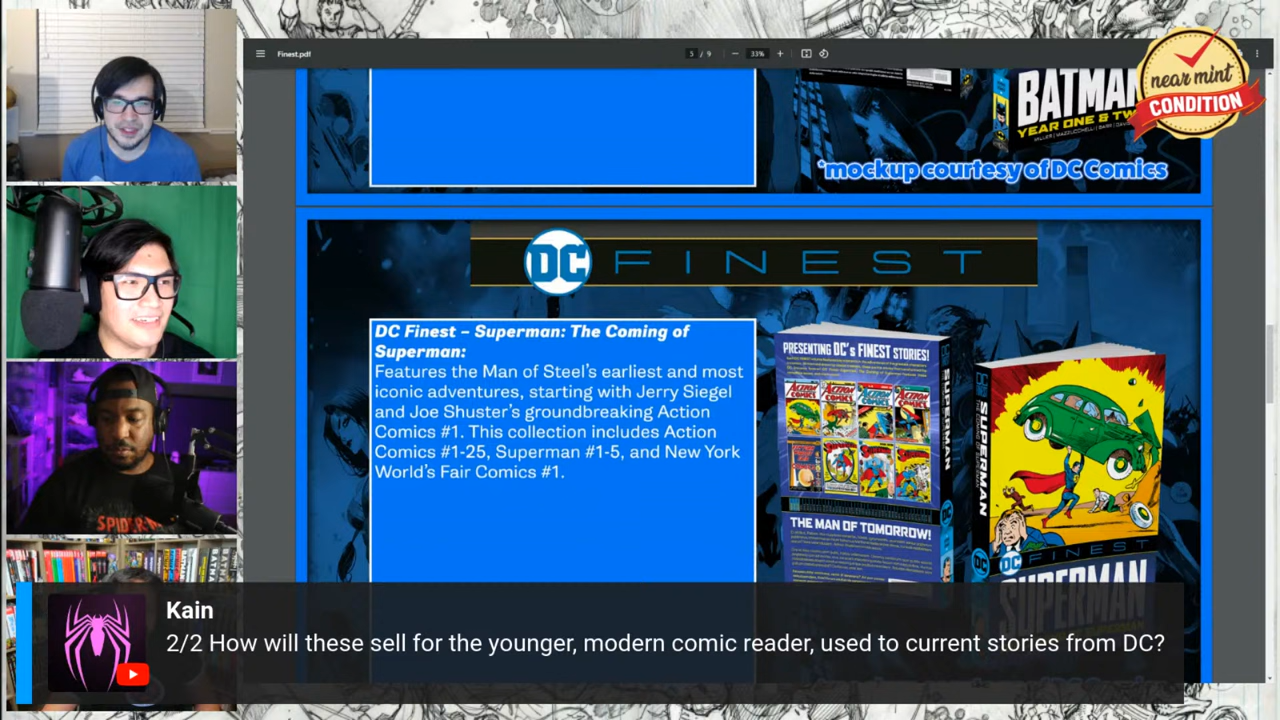 Finest.pdf
5 / 9
33%
near mint
CONDITION
BATMAN
YEAR ONE & TW
*mockup courtesy of DC Comics
DC FINEST
DC Finest – Superman: The Coming of
Superman:
Features the Man of Steel's earliest and most
iconic adventures, starting with Jerry Siegel
and Joe Shuster's groundbreaking Action
Comics #1. This collection includes Action
Comics #1-25, Superman #1-5, and New York
World's Fair Comics #1.
PRESENTING DC's FINEST STORIES!
ACTION COMICS
THE MAN OF TOMORROW!
SUPERMAN
SUPERMAN
DC FINEST
SUPERMAN
SPIDER
Kain
2/2 How will these sell for the younger, modern comic reader, used to current stories from DC?